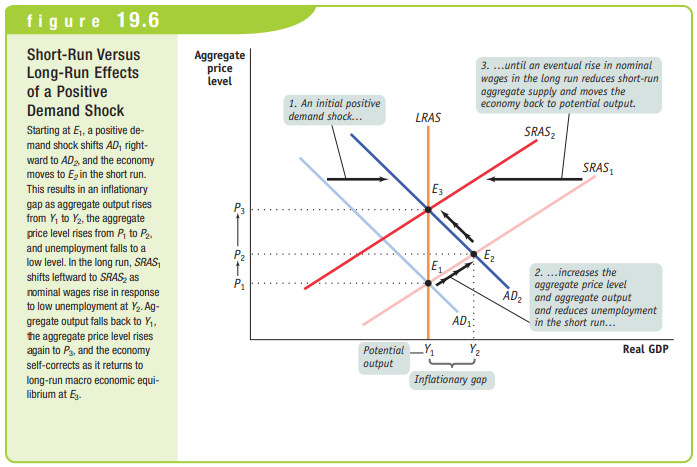 figure 19.6
Short-Run Versus
Long-Run Effects
of a Positive
Demand Shock
Starting at E1, a positive de-
mand shock shifts AD1 right-
ward to AD2, and the economy
moves to E2 in the short run.
This results in an inflationary
gap as aggregate output rises
from Y1 to Y2, the aggregate
price level rises from P1 to P2,
and unemployment falls to a
low level. In the long run, SRAS1
shifts leftward to SRAS2 as
nominal wages rise in response
to low unemployment at Y2. Ag-
gregate output falls back to Y1,
the aggregate price level rises
again to P3, and the economy
self-corrects as it returns to
long-run macro economic equi-
librium at E3.
Aggregate
price
level
1. An initial positive
demand shock...
LRAS
3. ...until an eventual rise in nominal
wages in the long run reduces short-run
aggregate supply and moves the
economy back to potential output.
SRAS2
SRAS1
E3
P3
P2
E2
E1
P1
2. ...increases the
aggregate price level
and aggregate output
and reduces unemployment
in the short run...
AD2
AD1
Potential
output
Y1
Y2
Real GDP
Inflationary gap